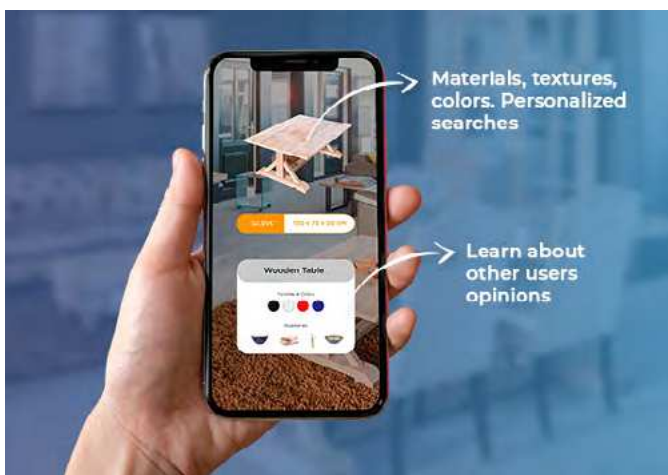 Materials, textures,
colors. Personalized
searches
Wooden Table
Learn about
other users
opinions